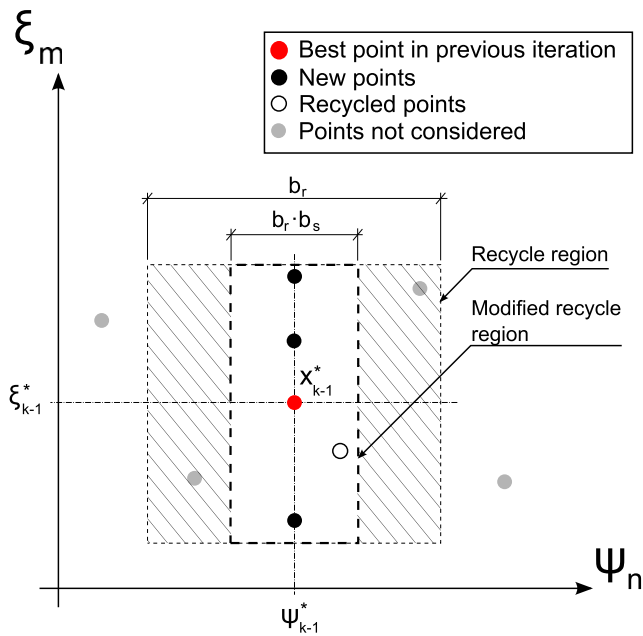 ξm
Best point in previous iteration
New points
Recycled points
Points not considered
br
br·bs
Recycle region
Modified recycle
region
x*k-1
ξ*k-1
ψn
ψ*k-1